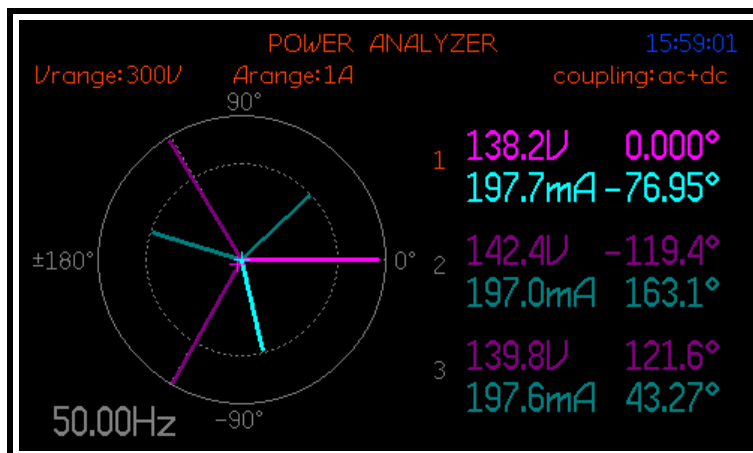 POWER ANALYZER 15:59:01
Vrange:300V Arange:1A coupling:ac+dc
90°
1 138.2V 0.000°
197.7mA -76.95°
±180° 0° 2 142.4V -119.4°
197.0mA 163.1°
3 139.8V 121.6°
197.6mA 43.27°
50.00Hz -90°